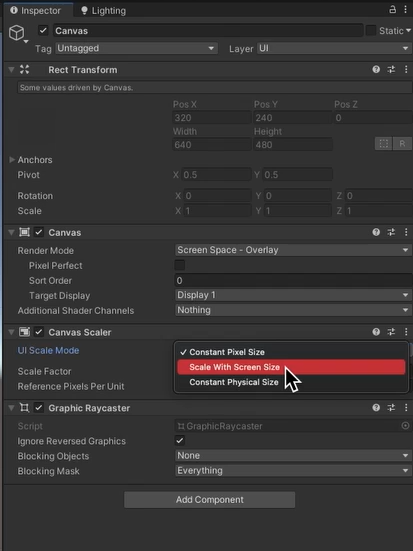 Inspector Lighting
Canvas Static
Tag Untagged Layer UI
Rect Transform
Some values driven by Canvas.
Pos X Pos Y Pos Z
320 240 0
Width Height
640 480 R
Anchors
Pivot X 0.5 Y 0.5
Rotation X 0 Y 0 Z 0
Scale X 1 Y 1 Z 1
Canvas
Render Mode Screen Space - Overlay
Pixel Perfect
Sort Order 0
Target Display Display 1
Additional Shader Channels Nothing
Canvas Scaler
UI Scale Mode
Constant Pixel Size
Scale With Screen Size
Scale Factor
Constant Physical Size
Reference Pixels Per Unit
Graphic Raycaster
Script GraphicRaycaster
Ignore Reversed Graphics
Blocking Objects None
Blocking Mask Everything
Add Component